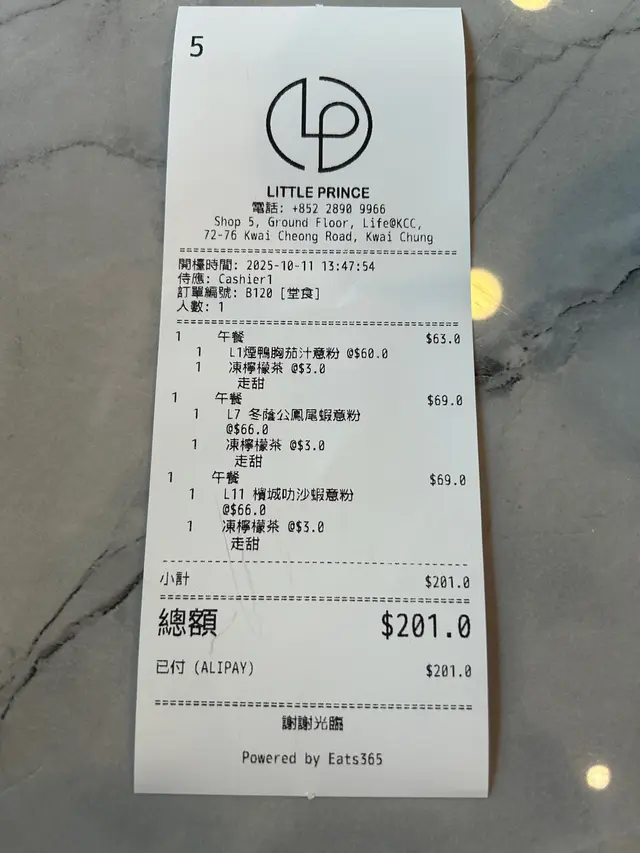 5
LP
LITTLE PRINCE
電話: +852 2890 9966
Shop 5, Ground Floor, Life@KCC,
72-76 Kwai Cheong Road, Kwai Chung
開檯時間: 2025-10-11 13:47:54
侍應: Cashier1
訂單編號: B120 [堂食]
人數: 1
1 午餐 $63.0
1 L1煙鴨胸茄汁意粉 @$60.0
1 凍檸檬茶 @$3.0
走甜
1 午餐 $69.0
1 L7 冬蔭公鳳尾蝦意粉
@$66.0
1 凍檸檬茶 @$3.0
走甜
1 午餐 $69.0
1 L11 檳城叻沙蝦意粉
@$66.0
1 凍檸檬茶 @$3.0
走甜
小計 $201.0
總額 $201.0
已付 (ALIPAY) $201.0
謝謝光臨
Powered by Eats365